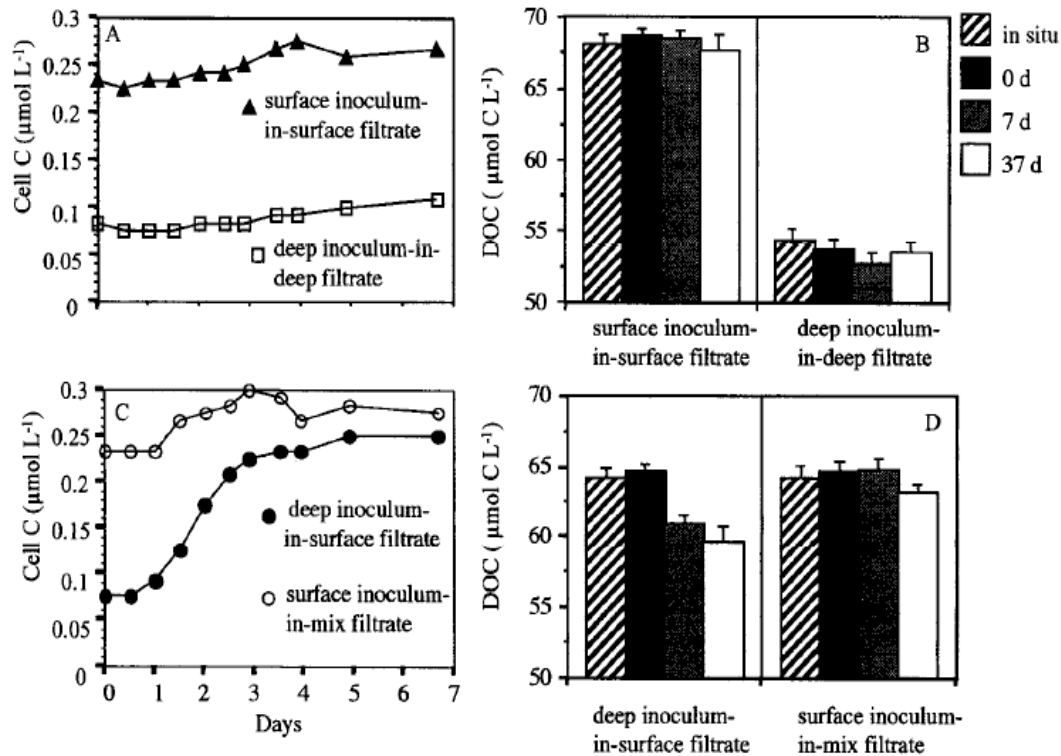 A
Cell C (µmol L⁻¹)
0.3
0.25
0.2
0.15
0.1
0.05
0
surface inoculum-
in-surface filtrate
deep inoculum-in-
deep filtrate
B
DOC ( µmol C L⁻¹)
70
65
60
55
50
surface inoculum-
in-surface filtrate
deep inoculum-
in-deep filtrate
in situ
0 d
7 d
37 d
C
Cell C (µmol L⁻¹)
0.3
0.25
0.2
0.15
0.1
0.05
0
deep inoculum-
in-surface filtrate
surface inoculum-
in-mix filtrate
0 1 2 3 4 5 6 7
Days
D
DOC ( µmol C L⁻¹)
70
65
60
55
50
deep inoculum-
in-surface filtrate
surface inoculum-
in-mix filtrate